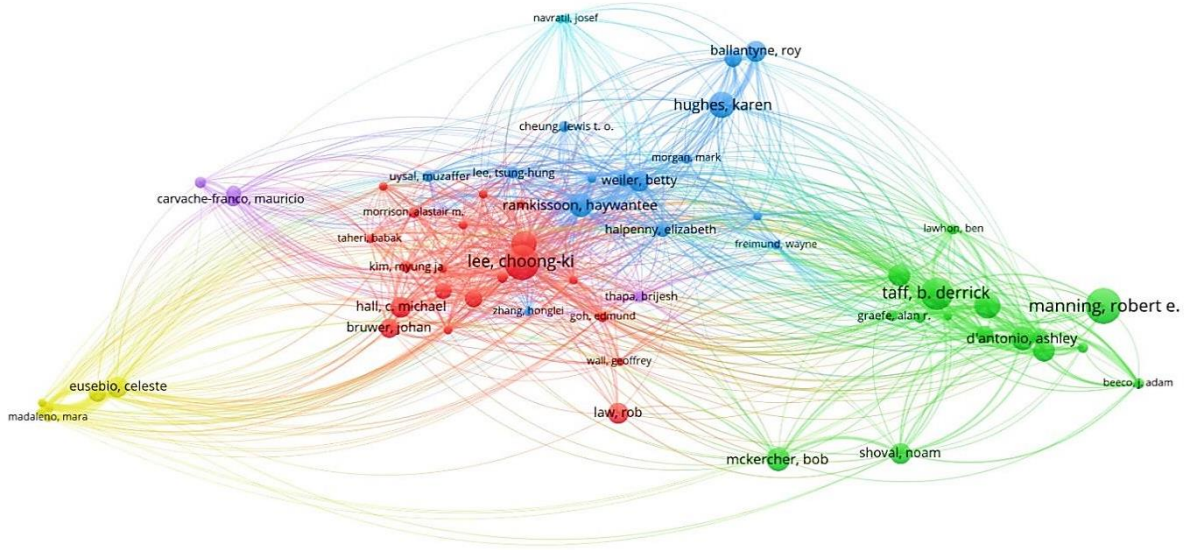 navratil, josef
ballantyne, roy
hughes, karen
cheung, lewis t. o.
morgan, mark
uysal, muzaffer
lee, tsung-hung
weiler, betty
carvache-franco, mauricio
ramkissoon, haywantee
morrison, alastair m.
halpenny, elizabeth
lawhon, ben
taheri, babak
freimund, wayne
lee, choong-ki
kim, myung ja
taff, b. derrick
thapa, brijesh
hall, c. michael
manning, robert e.
zhang, honglei
goh, edmund
graefe, alan r.
bruwer, johan
d'antonio, ashley
wall, geoffrey
eusebio, celeste
beeco, j. adam
law, rob
madaleno, mara
shoval, noam
mckercher, bob